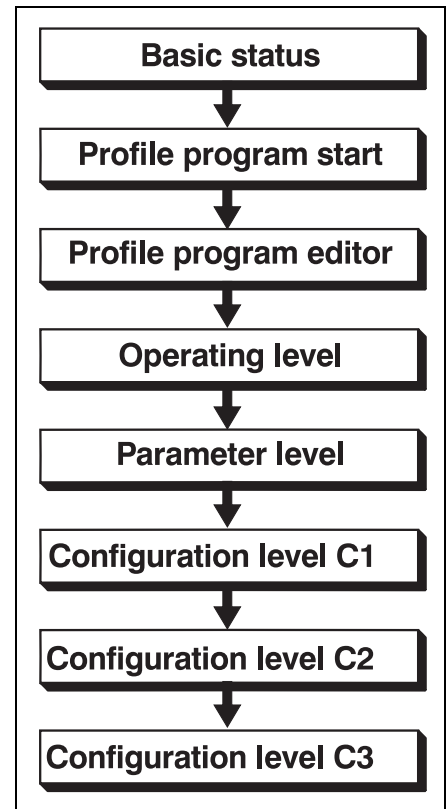 Basic status
Profile program start
Profile program editor
Operating level
Parameter level
Configuration level C1
Configuration level C2
Configuration level C3